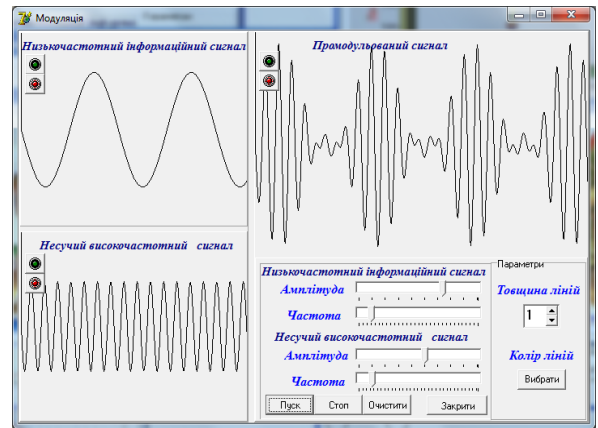 Модуляція
Низькочастотний інформаційний сигнал
Промодульований сигнал
Несучий високочастотний сигнал
Низькочастотний інформаційний сигнал
Амплітуда
Частота
Несучий високочастотний сигнал
Амплітуда
Частота
Пуск Стоп Очистити Закрити
Параметри
Товщина ліній
1
Колір ліній
Вибрати